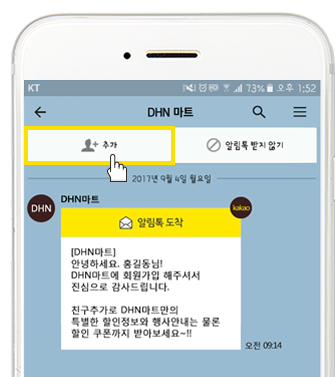 KT 73% 오후 1:52
DHN 마트
추가 알림톡 받지 않기
2017년 9월 4일 월요일
DHN DHN마트
kakao
알림톡 도착
[DHN마트]
안녕하세요. 홍길동님!
DHN마트에 회원가입 해주셔서
진심으로 감사드립니다.
친구추가로 DHN마트만의
특별한 할인정보와 행사안내는 물론
할인 쿠폰까지 받아보세요~!!
오전 09:14